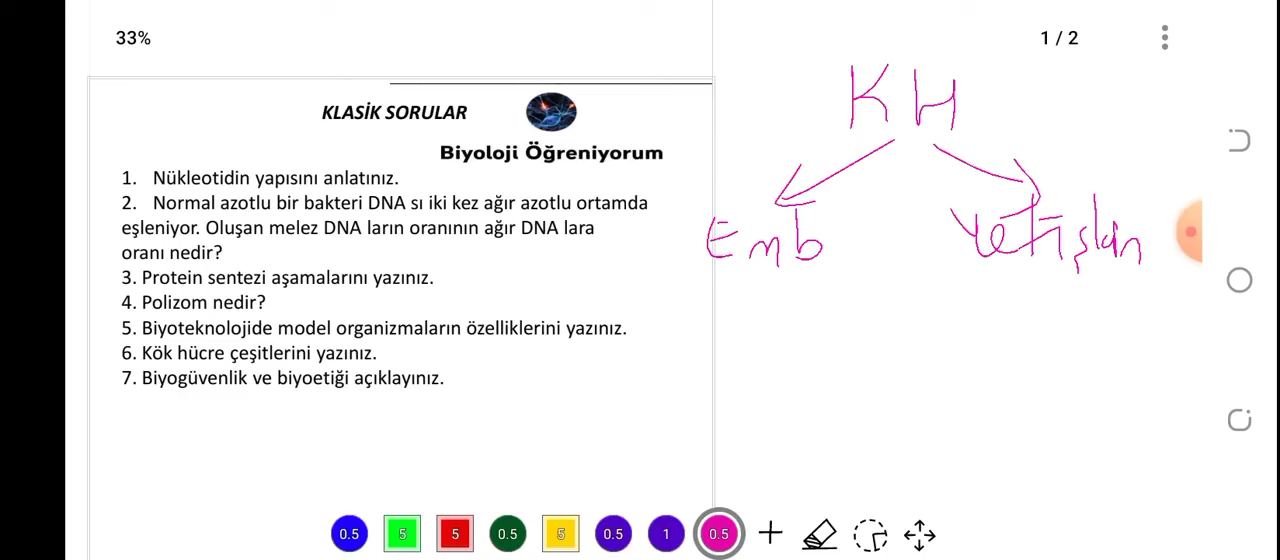 33%
1 / 2
KLASİK SORULAR
Biyoloji Öğreniyorum
1. Nükleotidin yapısını anlatınız.
2. Normal azotlu bir bakteri DNA sı iki kez ağır azotlu ortamda
eşleniyor. Oluşan melez DNA ların oranının ağır DNA lara
oranı nedir?
3. Protein sentezi aşamalarını yazınız.
4. Polizom nedir?
5. Biyoteknolojide model organizmaların özelliklerini yazınız.
6. Kök hücre çeşitlerini yazınız.
7. Biyogüvenlik ve biyoetiği açıklayınız.
KH
Emb Yetişkin
0.5 5 5 0.5 5 0.5 1 0.5